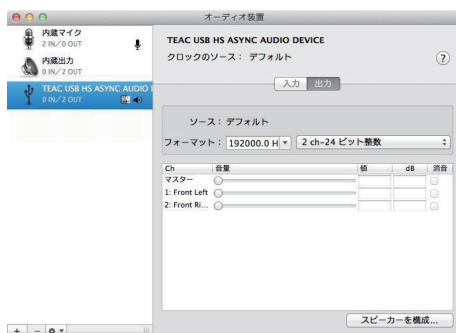 オーディオ装置
内蔵マイク
2 IN/0 OUT
内蔵出力
0 IN/2 OUT
TEAC USB HS ASYNC AUDIO
0 IN/2 OUT
TEAC USB HS ASYNC AUDIO DEVICE
クロックのソース： デフォルト
?
入力 出力
ソース： デフォルト
フォーマット： 192000.0 H 2 ch-24 ビット整数
Ch 音量 値 dB 消音
マスター
1: Front Left
2: Front Ri...
スピーカーを構成...
+ −